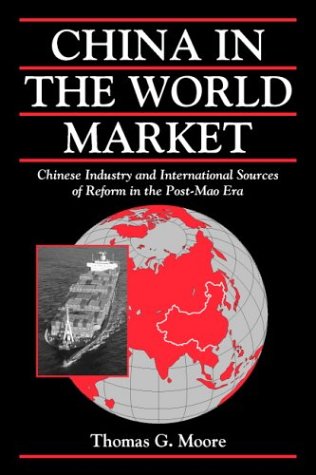 CHINA IN
THE WORLD
MARKET
Chinese Industry and International Sources
of Reform in the Post-Mao Era
Thomas G. Moore